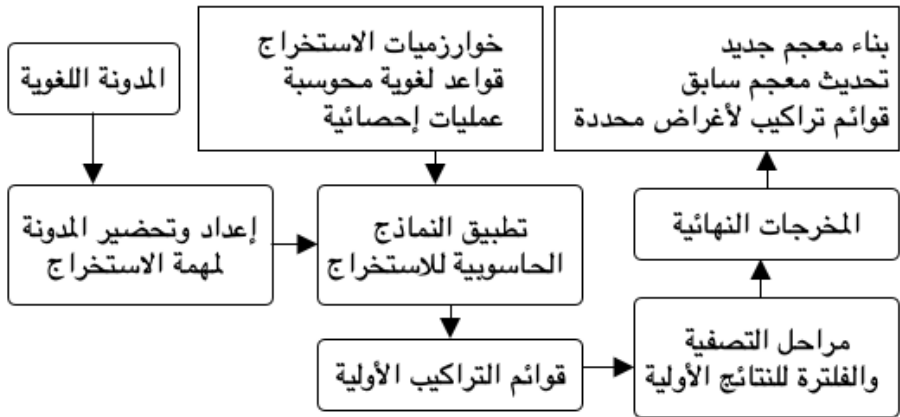 المدونة اللغوية
إعداد وتحضير المدونة
لمهمة الاستخراج
خوارزميات الاستخراج
قواعد لغوية محوسبة
عمليات إحصائية
تطبيق النماذج
الحاسوبية للاستخراج
قوائم التراكيب الأولية
مراحل التصفية
والفلترة للنتائج الأولية
المخرجات النهائية
بناء معجم جديد
تحديث معجم سابق
قوائم تراكيب لأغراض محددة